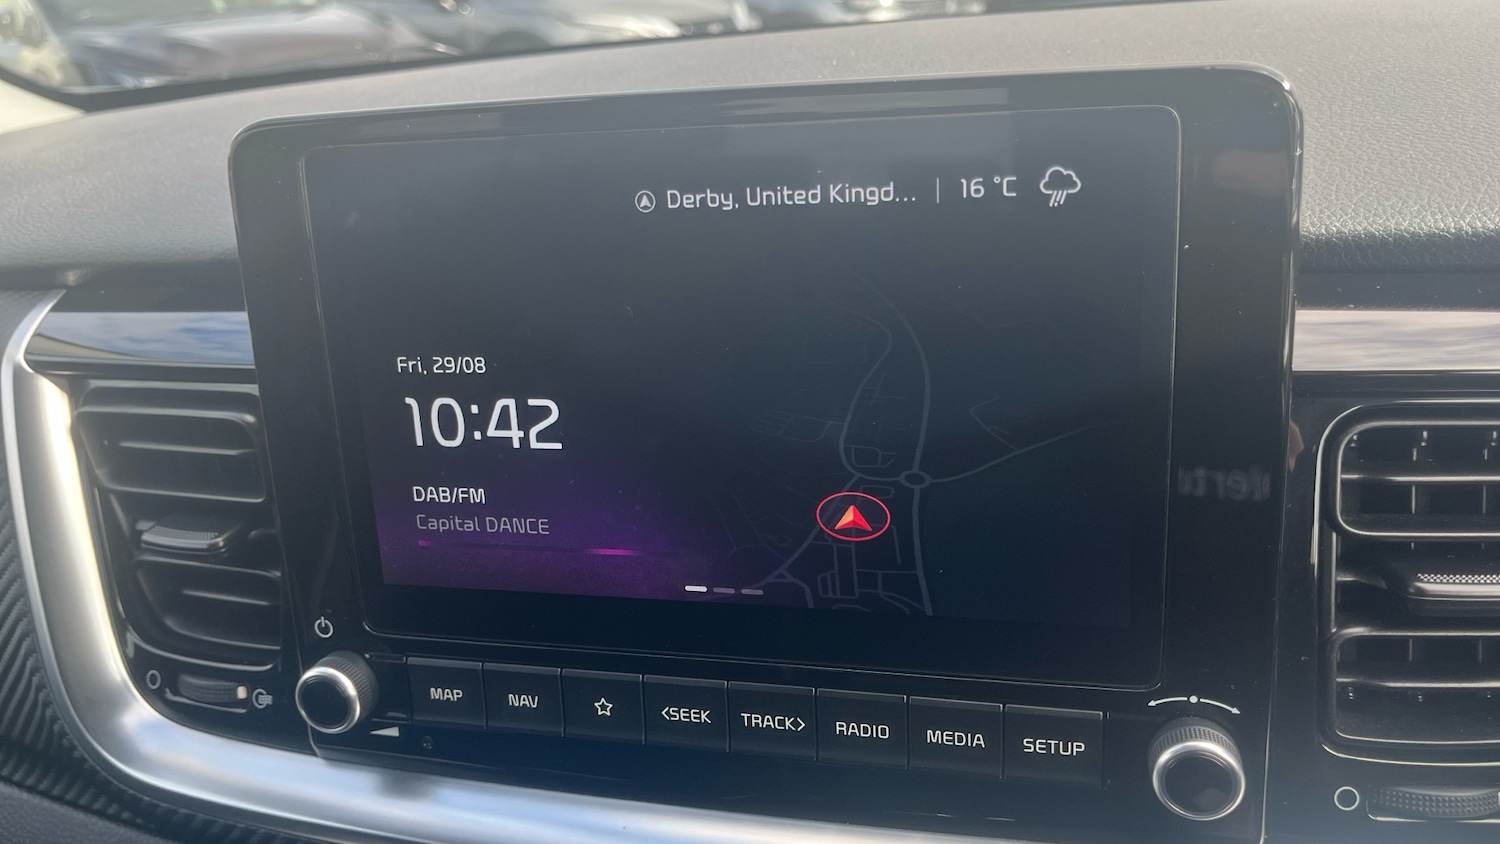 Derby, United Kingd... | 16 °C
Fri, 29/08
10:42
DAB/FM
Capital DANCE
MAP NAV <SEEK TRACK> RADIO MEDIA SETUP